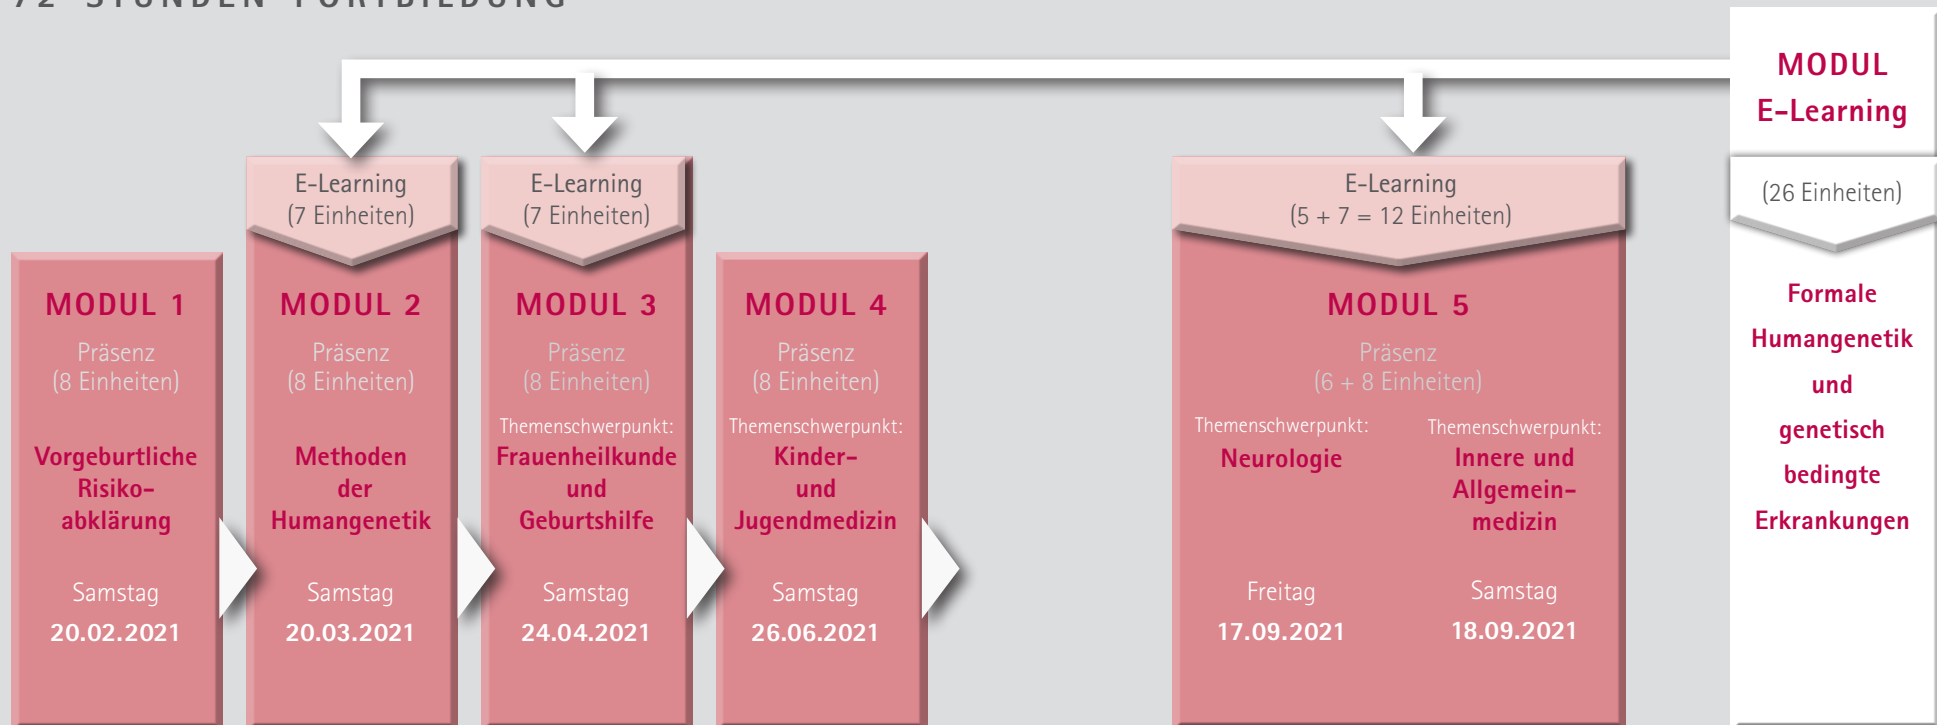 72 STUNDEN FORTBILDUNG
MODUL
E-Learning
(26 Einheiten)
Formale
Humangenetik
und
genetisch
bedingte
Erkrankungen
MODUL 1
Präsenz
(8 Einheiten)
Vorgeburtliche
Risiko-
abklärung
Samstag
20.02.2021
E-Learning
(7 Einheiten)
MODUL 2
Präsenz
(8 Einheiten)
Methoden
der
Humangenetik
Samstag
20.03.2021
E-Learning
(7 Einheiten)
MODUL 3
Präsenz
(8 Einheiten)
Themenschwerpunkt:
Frauenheilkunde
und
Geburtshilfe
Samstag
24.04.2021
MODUL 4
Präsenz
(8 Einheiten)
Themenschwerpunkt:
Kinder-
und
Jugendmedizin
Samstag
26.06.2021
E-Learning
(5 + 7 = 12 Einheiten)
MODUL 5
Präsenz
(6 + 8 Einheiten)
Themenschwerpunkt:
Neurologie
Freitag
17.09.2021
Themenschwerpunkt:
Innere und
Allgemein-
medizin
Samstag
18.09.2021